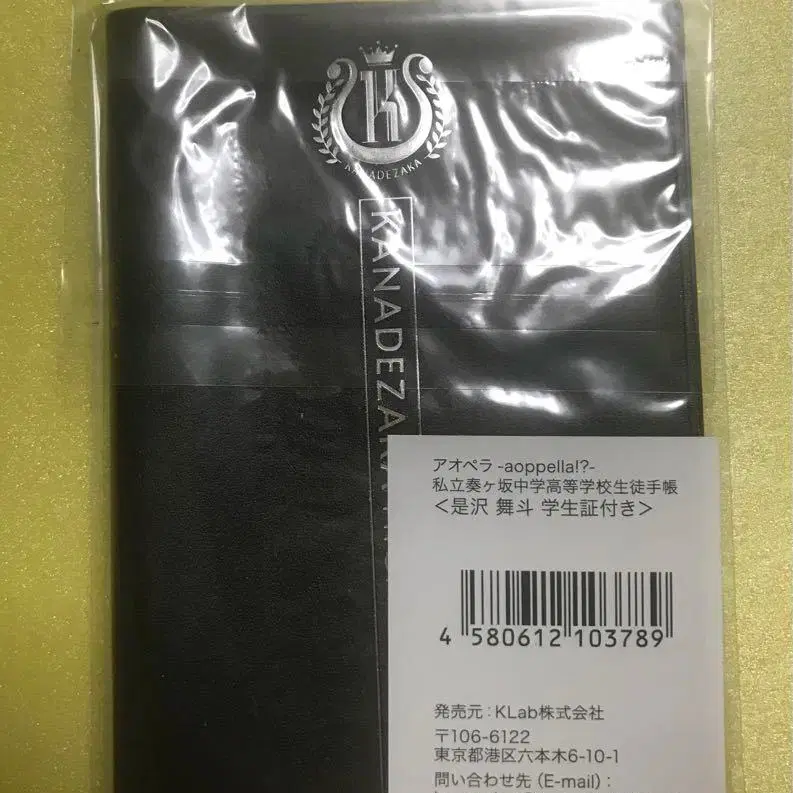 K
KANADEZAKA
KANADEZAKA
アオペラ -aoppella!?-
私立奏ヶ坂中学高等学校生徒手帳
＜是沢 舞斗 学生証付き＞
4 580612 103789
発売元：KLab株式会社
〒106-6122
東京都港区六本木6-10-1
問い合わせ先（E-mail）：